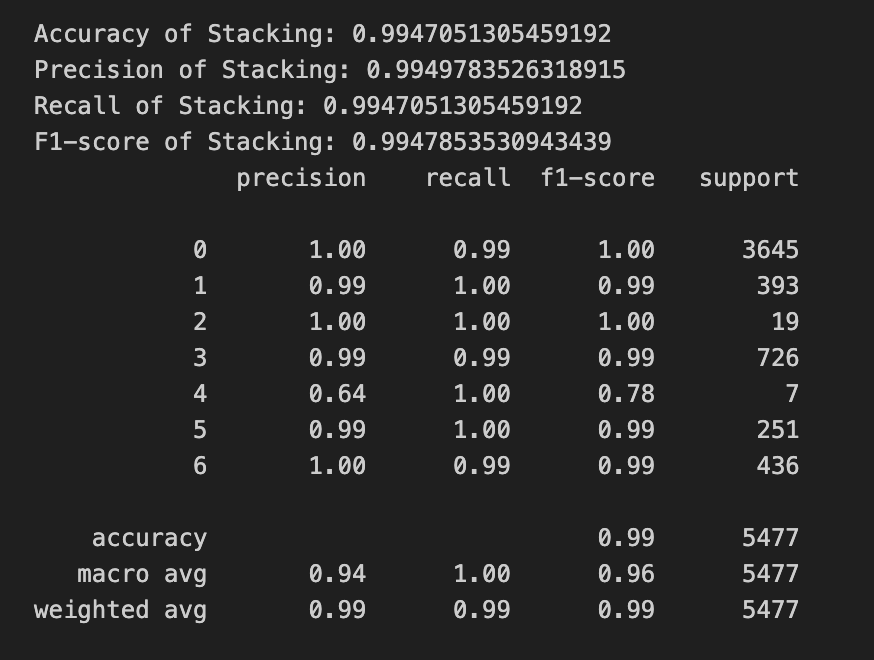 Accuracy of Stacking: 0.9947051305459192
Precision of Stacking: 0.9949783526318915
Recall of Stacking: 0.9947051305459192
F1-score of Stacking: 0.9947853530943439
precision recall f1-score support
0 1.00 0.99 1.00 3645
1 0.99 1.00 0.99 393
2 1.00 1.00 1.00 19
3 0.99 0.99 0.99 726
4 0.64 1.00 0.78 7
5 0.99 1.00 0.99 251
6 1.00 0.99 0.99 436
accuracy 0.99 5477
macro avg 0.94 1.00 0.96 5477
weighted avg 0.99 0.99 0.99 5477